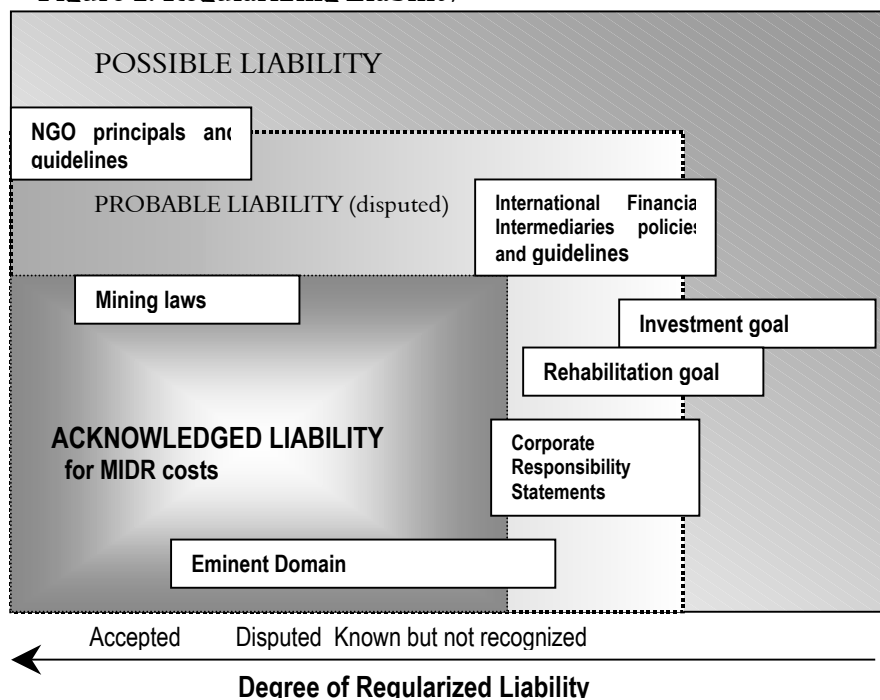 POSSIBLE LIABILITY
NGO principals and
guidelines
PROBABLE LIABILITY (disputed)
International Financia
Intermediaries policies
and guidelines
Mining laws
Investment goal
Rehabilitation goal
ACKNOWLEDGED LIABILITY
for MIDR costs
Corporate
Responsibility
Statements
Eminent Domain
Accepted Disputed Known but not recognized
Degree of Regularized Liability